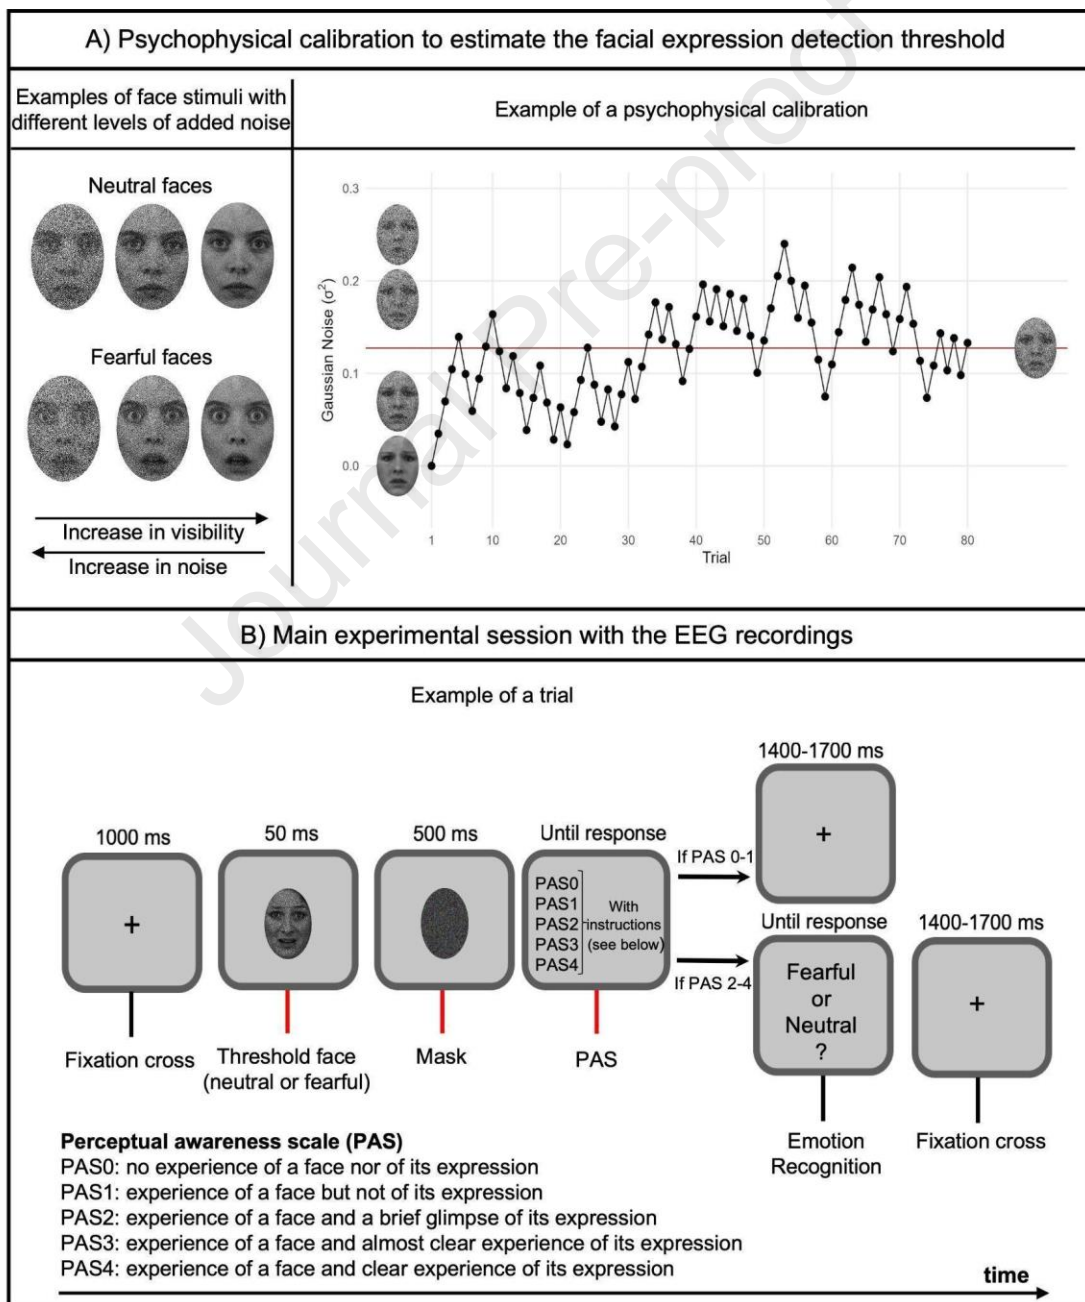 A) Psychophysical calibration to estimate the facial expression detection threshold
Examples of face stimuli with
different levels of added noise
Example of a psychophysical calibration
Neutral faces
Fearful faces
Increase in visibility
Increase in noise
Gaussian Noise (σ²)
0.3
0.2
0.1
0.0
1 10 20 30 40 50 60 70 80
Trial
Journal Pre-proof
B) Main experimental session with the EEG recordings
Example of a trial
1000 ms
50 ms
500 ms
Until response
1400-1700 ms
+
+
PAS0
PAS1
PAS2
PAS3
PAS4
With
instructions
(see below)
If PAS 0-1
If PAS 2-4
Until response
1400-1700 ms
Fearful
or
Neutral
?
+
Fixation cross
Threshold face
(neutral or fearful)
Mask
PAS
Emotion
Recognition
Fixation cross
Perceptual awareness scale (PAS)
PAS0: no experience of a face nor of its expression
PAS1: experience of a face but not of its expression
PAS2: experience of a face and a brief glimpse of its expression
PAS3: experience of a face and almost clear experience of its expression
PAS4: experience of a face and clear experience of its expression
time